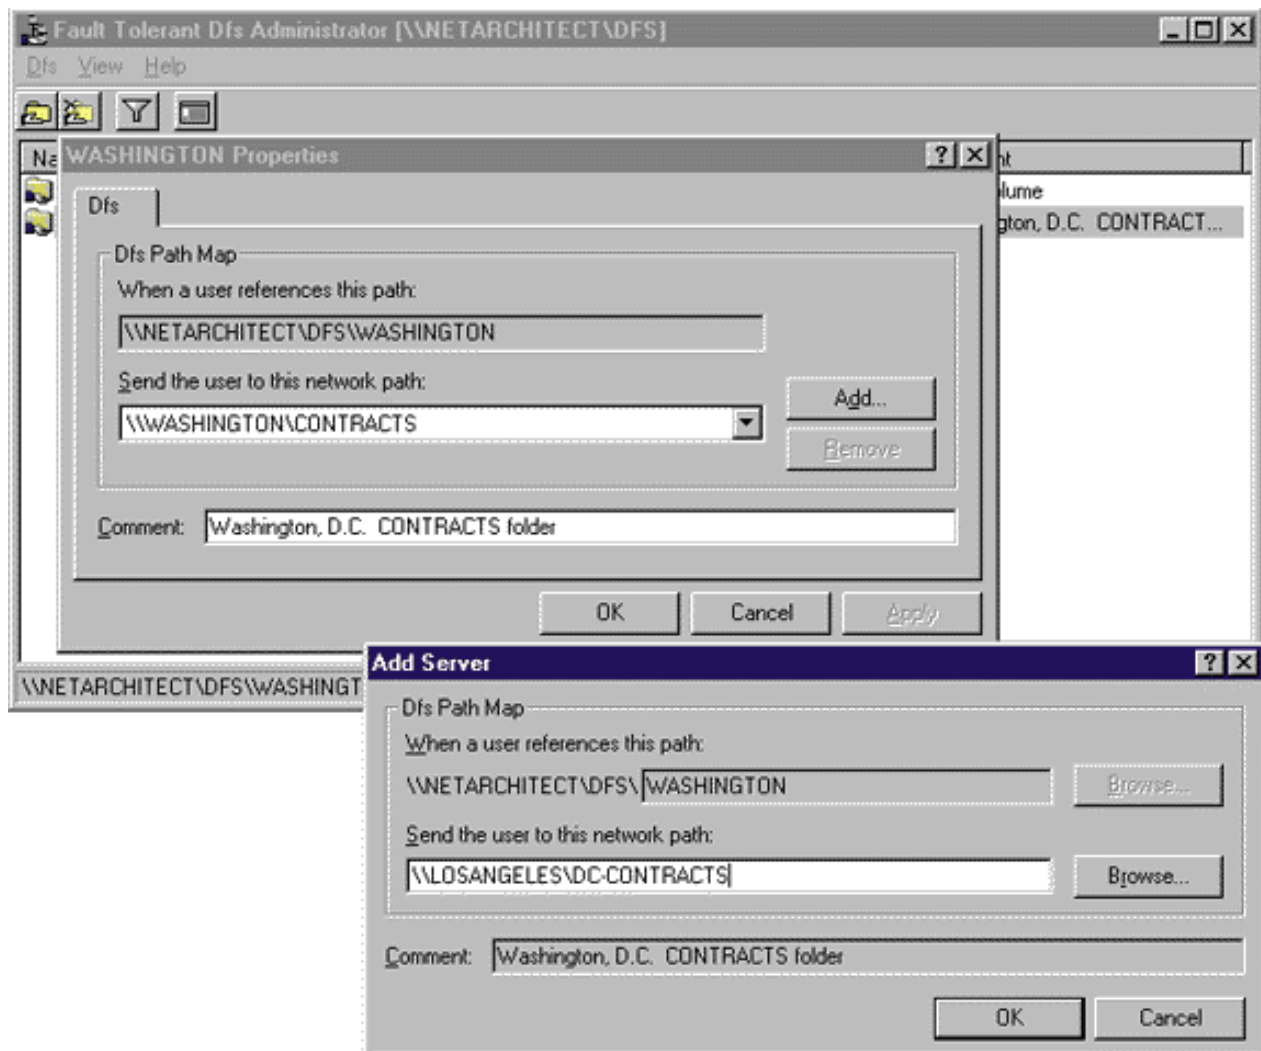 Fault Tolerant Dfs Administrator [\\NETARCHITECT\DFS]
Dfs View Help
WASHINGTON Properties
Dfs
Dfs Path Map
When a user references this path:
\\NETARCHITECT\DFS\WASHINGTON
Send the user to this network path:
\\WASHINGTON\CONTRACTS
Add...
Remove
Comment: Washington, D.C. CONTRACTS folder
OK Cancel Apply
Na
nt
lume
gton, D.C. CONTRACT...
\\NETARCHITECT\DFS\WASHINGT
Add Server
Dfs Path Map
When a user references this path:
\\NETARCHITECT\DFS\ WASHINGTON Browse...
Send the user to this network path:
\\LOSANGELES\DC-CONTRACTS Browse...
Comment: Washington, D.C. CONTRACTS folder
OK Cancel